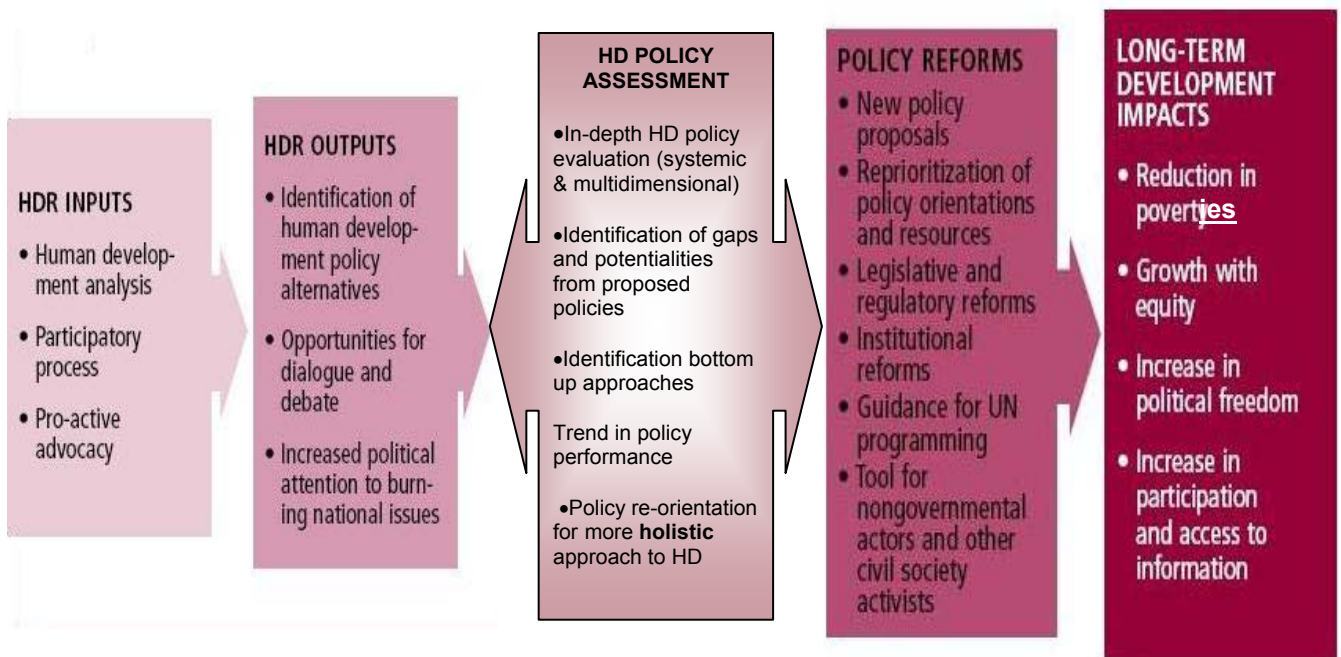 HDR INPUTS
• Human develop-
ment analysis
• Participatory
process
• Pro-active
advocacy
HDR OUTPUTS
• Identification of
human develop-
ment policy
alternatives
• Opportunities for
dialogue and
debate
• Increased political
attention to burn-
ing national issues
HD POLICY
ASSESSMENT
•In-depth HD policy
evaluation (systemic
& multidimensional)
•Identification of gaps
and potentialities
from proposed
policies
•Identification bottom
up approaches
Trend in policy
performance
•Policy re-orientation
for more holistic
approach to HD
POLICY REFORMS
• New policy
proposals
• Reprioritization of
policy orientations
and resources
• Legislative and
regulatory reforms
• Institutional
reforms
• Guidance for UN
programming
• Tool for
nongovernmental
actors and other
civil society
activists
LONG-TERM
DEVELOPMENT
IMPACTS
• Reduction in
poverties
• Growth with
equity
• Increase in
political freedom
• Increase in
participation
and access to
information